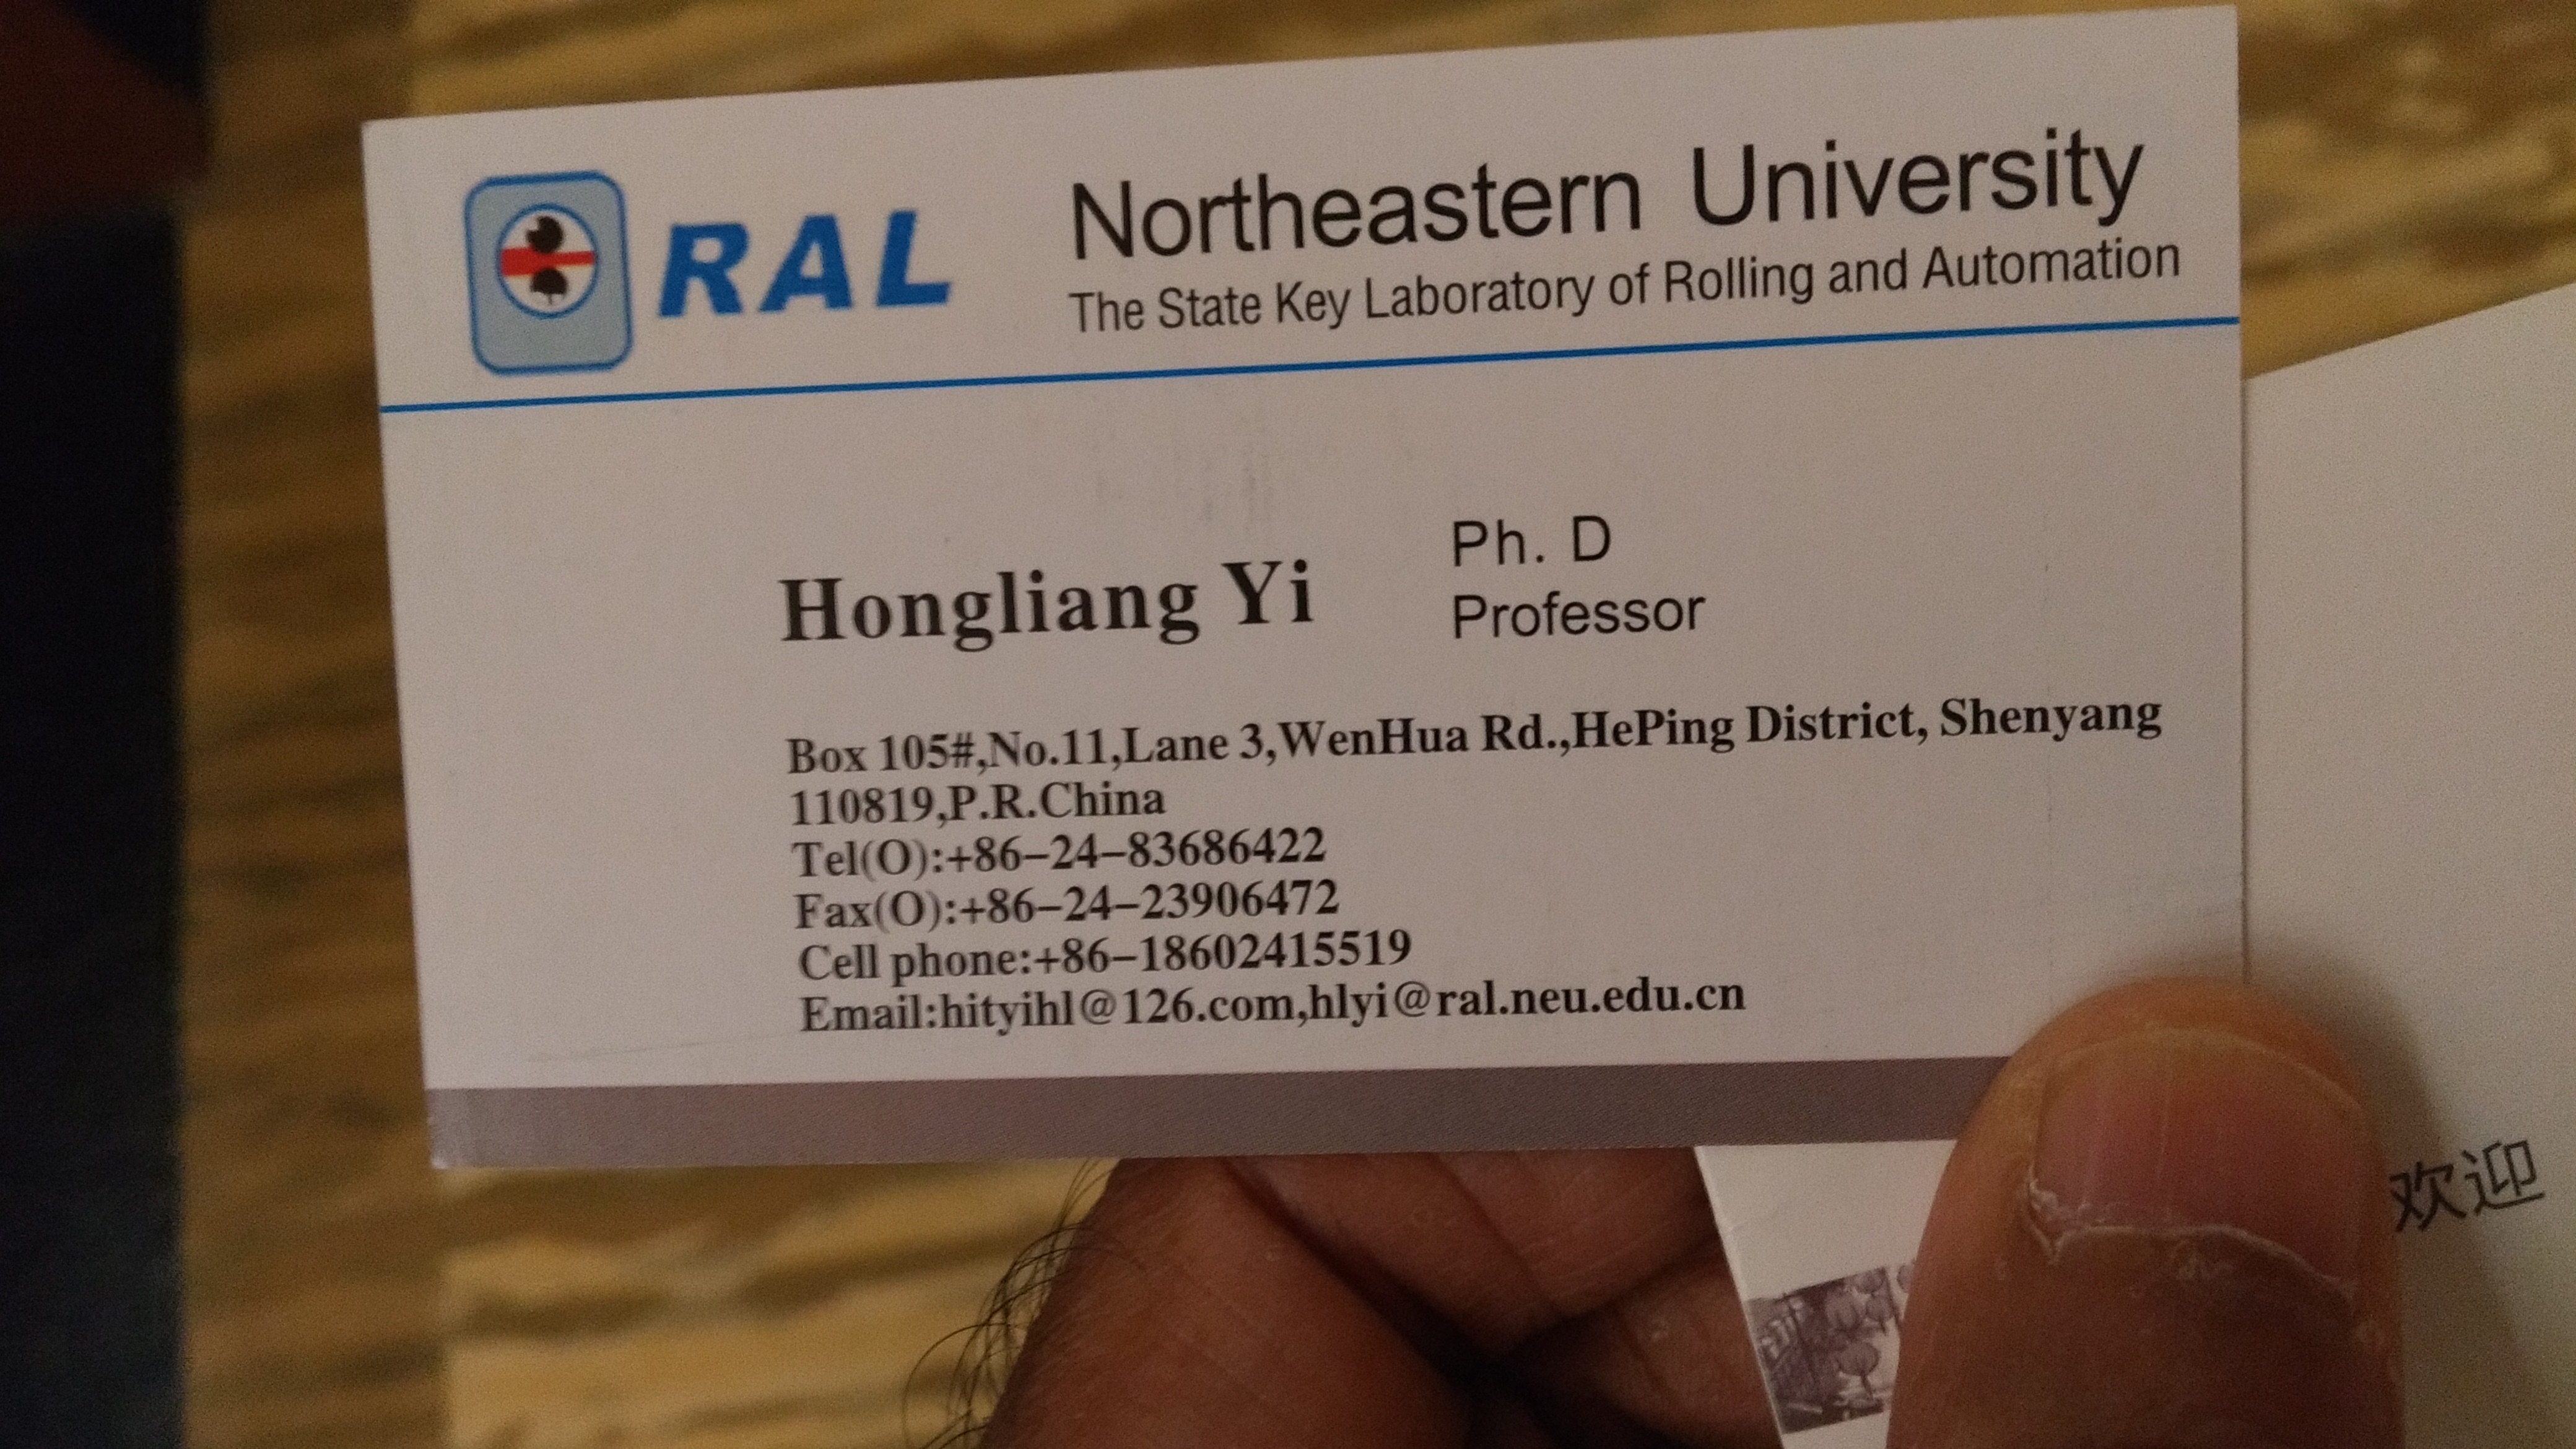 RAL
Northeastern University
The State Key Laboratory of Rolling and Automation
Hongliang Yi
Ph. D
Professor
Box 105#,No.11,Lane 3,WenHua Rd.,HePing District, Shenyang
110819,P.R.China
Tel(O):+86–24–83686422
Fax(O):+86–24–23906472
Cell phone:+86–18602415519
Email:hityihl@126.com,hlyi@ral.neu.edu.cn
欢迎